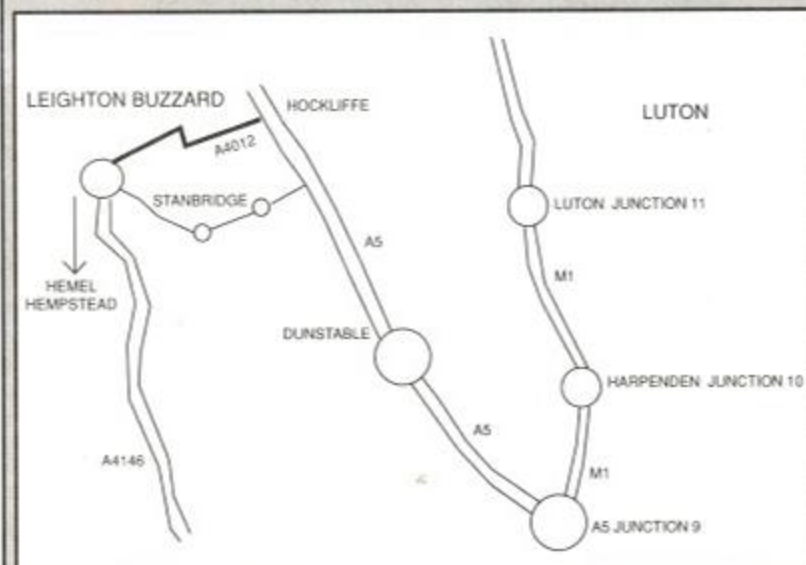 LEIGHTON BUZZARD
HOCKLIFFE
LUTON
A4012
STANBRIDGE
LUTON JUNCTION 11
A5
M1
HEMEL
HEMPSTEAD
DUNSTABLE
HARPENDEN JUNCTION 10
A5
A4146
M1
A5 JUNCTION 9